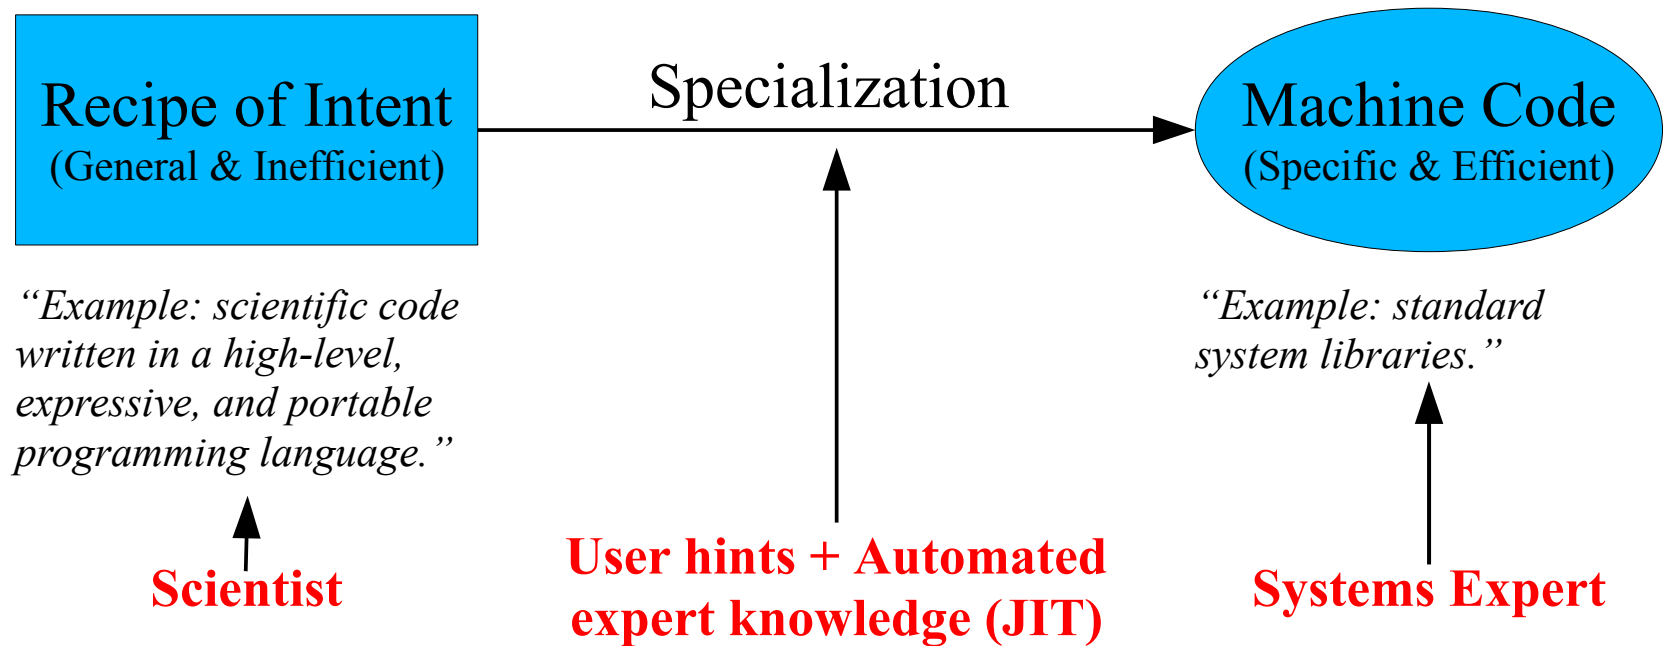 Recipe of Intent
(General & Inefficient)
Specialization
Machine Code
(Specific & Efficient)
“Example: scientific code
written in a high-level,
expressive, and portable
programming language.”
“Example: standard
system libraries.”
Scientist
User hints + Automated
expert knowledge (JIT)
Systems Expert